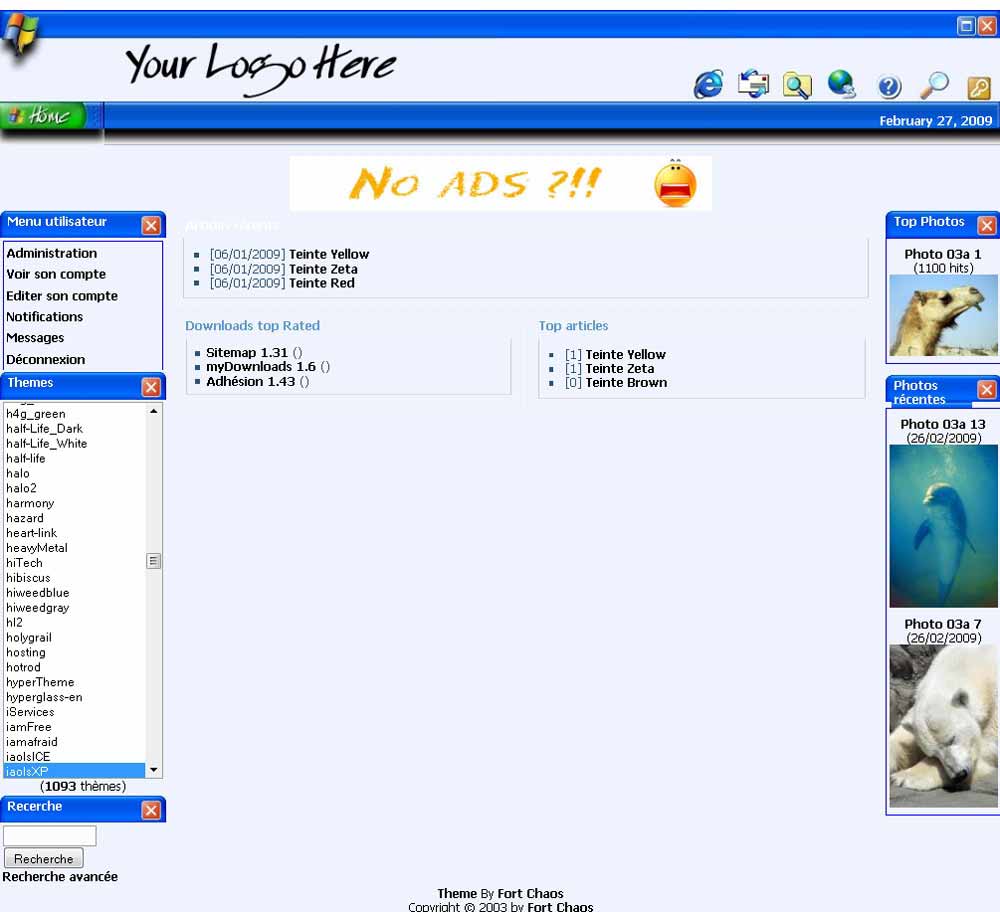 Your Logo Here
Home
February 27, 2009
No ADS ?!!
Menu utilisateur
Administration
Voir son compte
Editer son compte
Notifications
Messages
Déconnexion
Themes
h4g_green
half-Life_Dark
half-Life_White
half-life
halo
halo2
harmony
hazard
heart-link
heavyMetal
hiTech
hibiscus
hiweedblue
hiweedgray
hl2
holygrail
hosting
hotrod
hyperTheme
hyperglass-en
iServices
iamFree
iamafraid
iaolsICE
iaolsXP
(1093 thèmes)
Recerche
Recherche
Recherche avancée
[06/01/2009] Teinte Yellow
[06/01/2009] Teinte Zeta
[06/01/2009] Teinte Red
Downloads top Rated
Sitemap 1.31 ()
myDownloads 1.6 ()
Adhésion 1.43 ()
Top articles
[1] Teinte Yellow
[1] Teinte Zeta
[0] Teinte Brown
Top Photos
Photo 03a 1
(1100 hits)
Photos
récentes
Photo 03a 13
(26/02/2009)
Photo 03a 7
(26/02/2009)
Theme By Fort Chaos
Copyright © 2003 by Fort Chaos